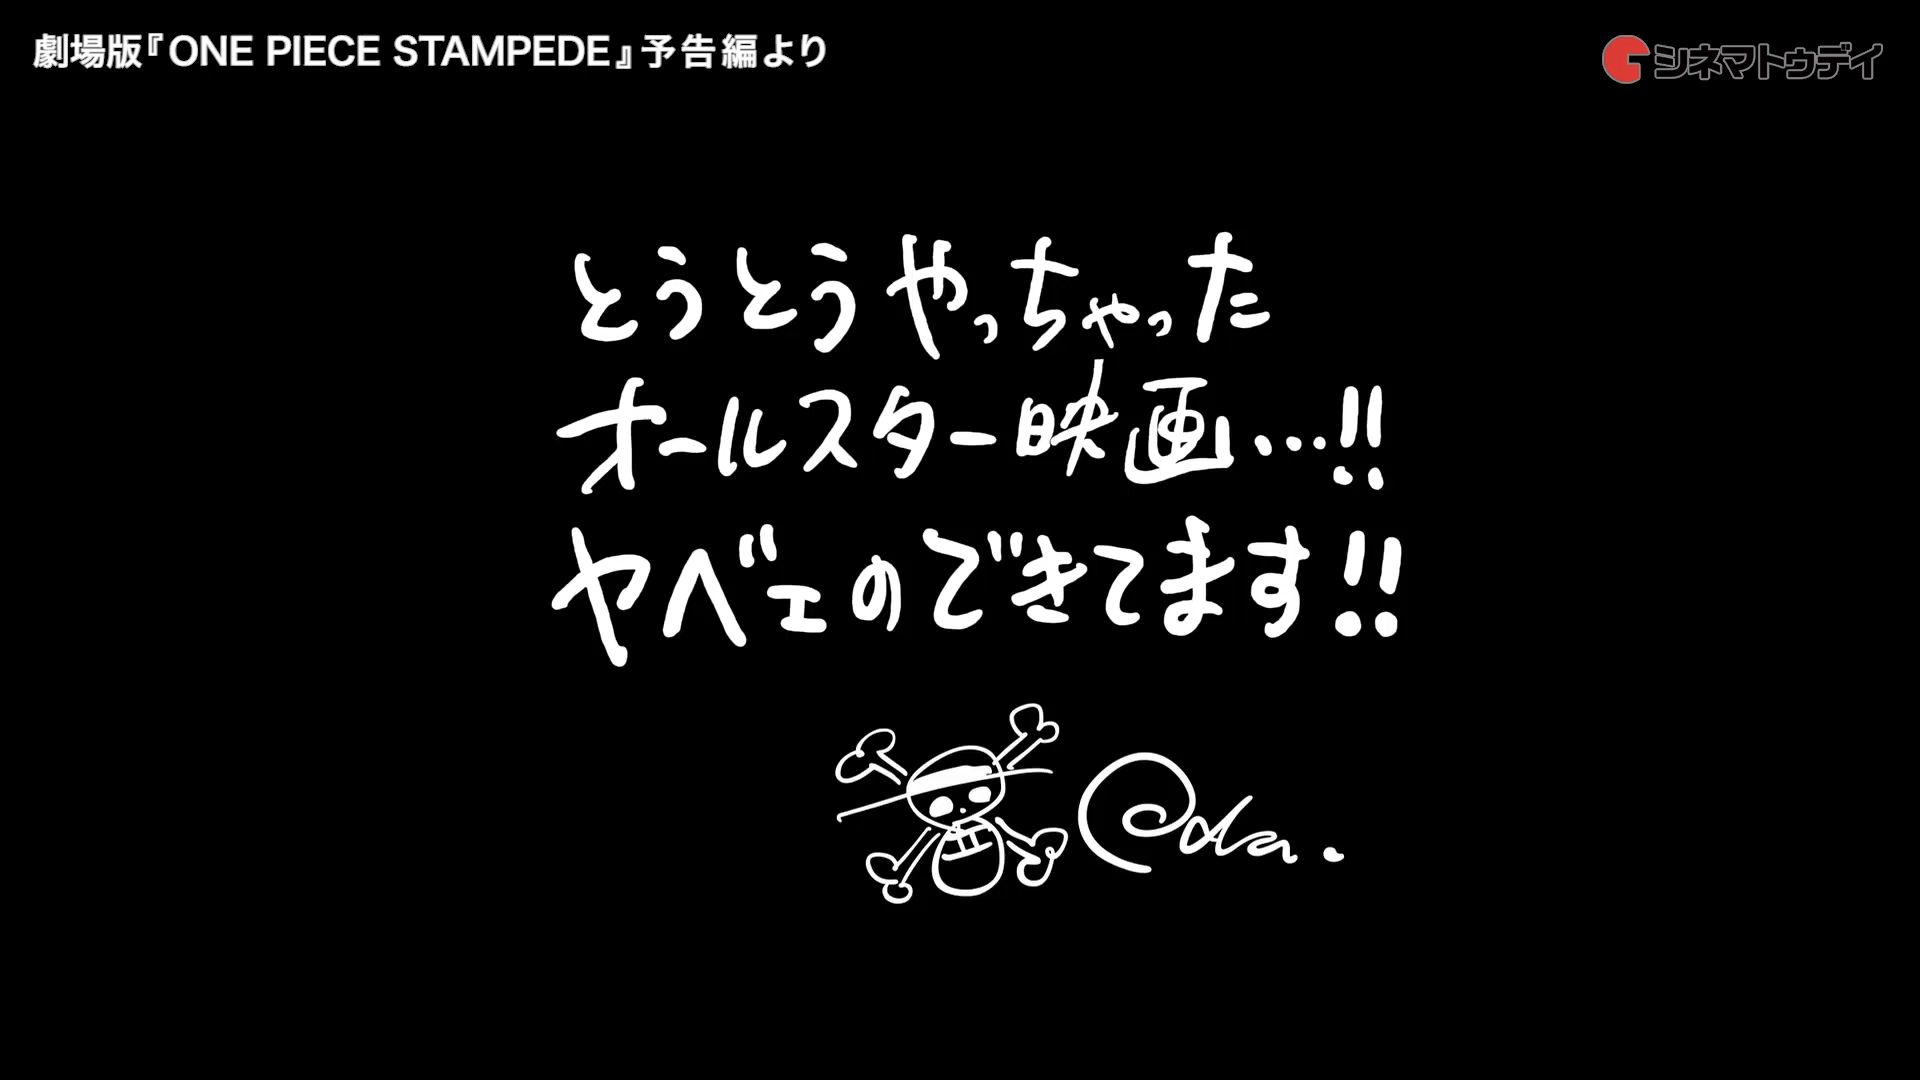 劇場版『ONE PIECE STAMPEDE』予告編より
シネマトゥデイ
とうとうやっちゃった
オールスター映画…!!
ヤベェのできてます!!
Oda.